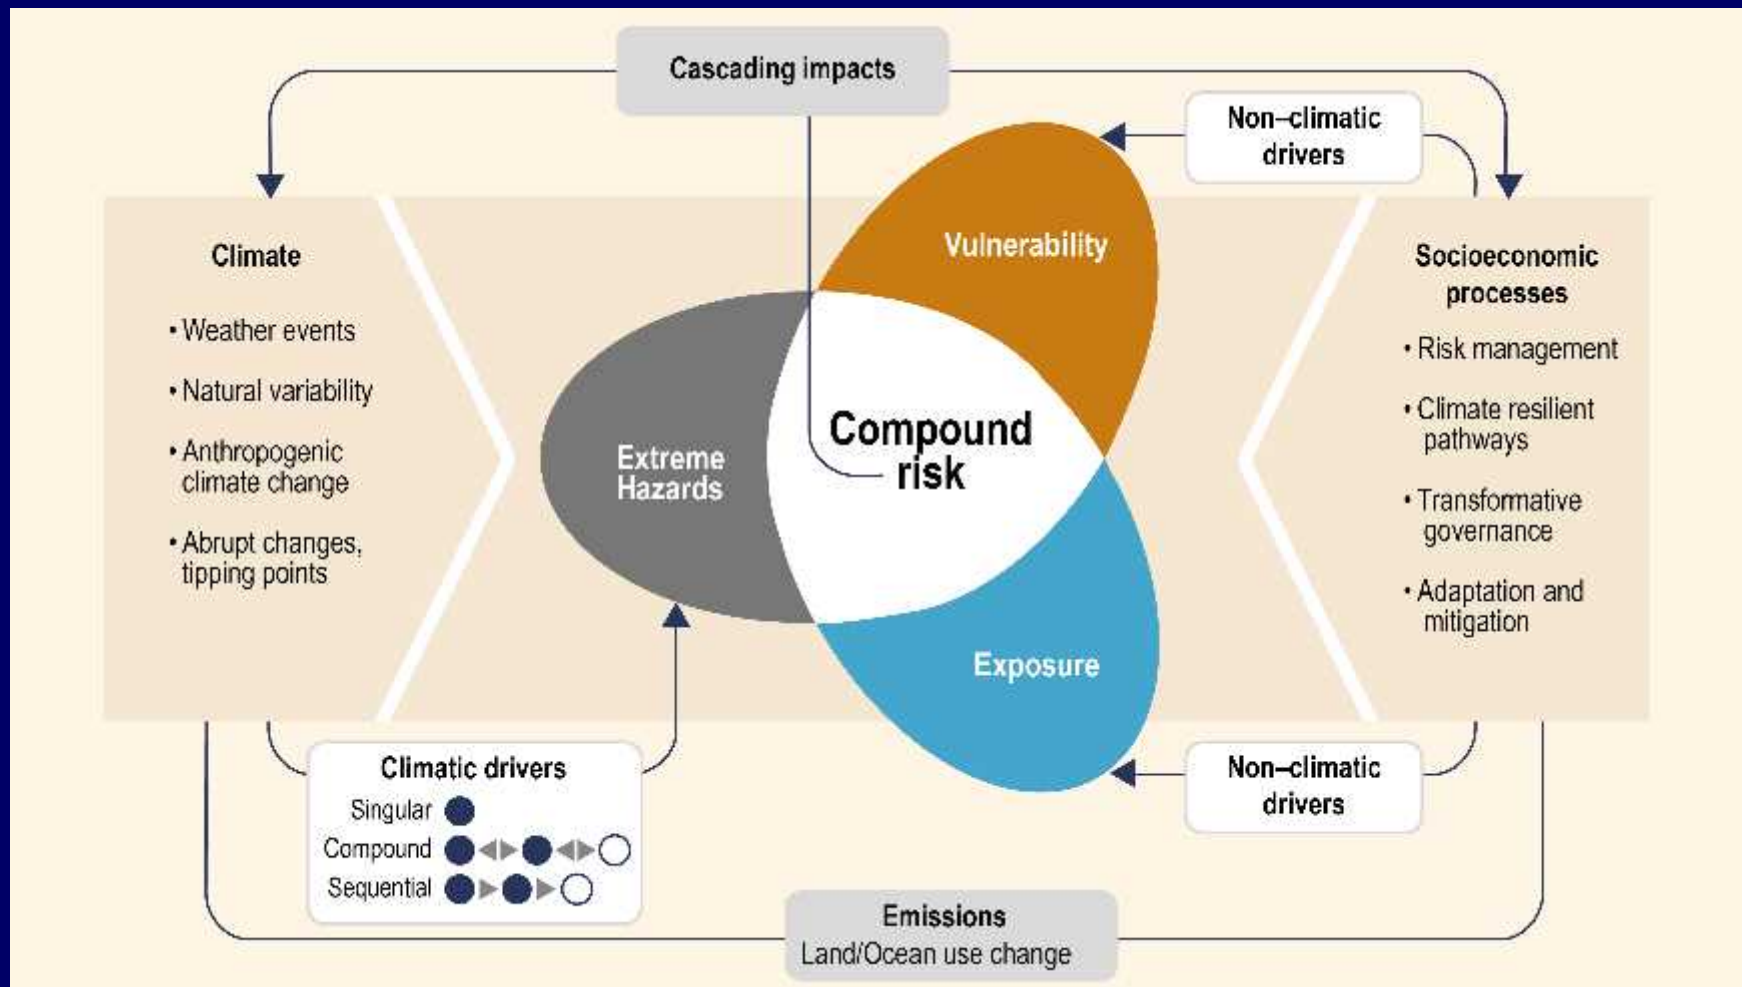 Cascading impacts
Non–climatic
drivers
Climate
• Weather events
• Natural variability
• Anthropogenic
climate change
• Abrupt changes,
tipping points
Vulnerability
Extreme
Hazards
Compound
risk
Exposure
Socioeconomic
processes
• Risk management
• Climate resilient
pathways
• Transformative
governance
• Adaptation and
mitigation
Climatic drivers
Singular
Compound
Sequential
Non–climatic
drivers
Emissions
Land/Ocean use change